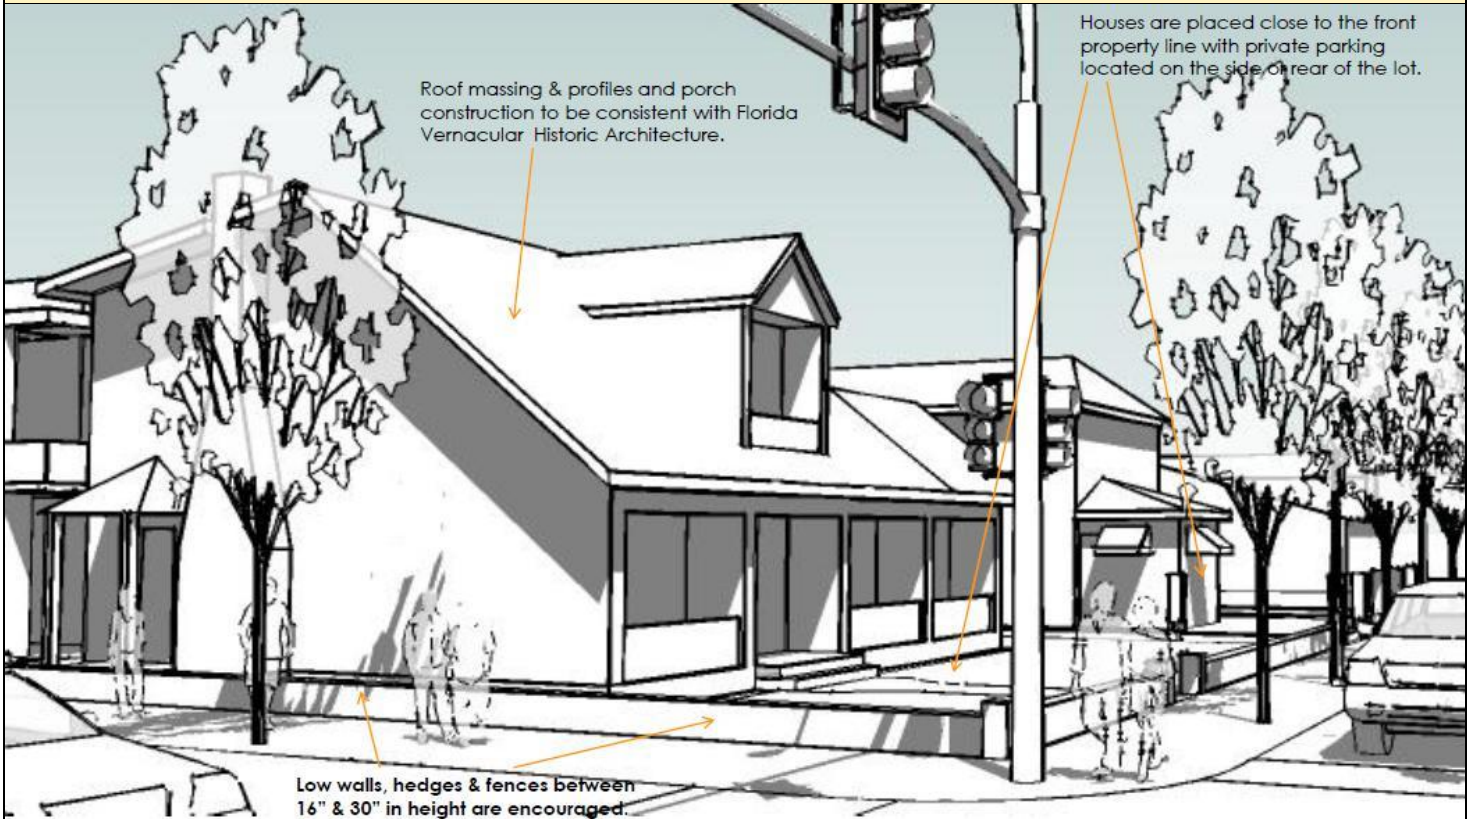 Roof massing & profiles and porch
construction to be consistent with Florida
Vernacular Historic Architecture.
Houses are placed close to the front
property line with private parking
located on the side or rear of the lot.
Low walls, hedges & fences between
16" & 30" in height are encouraged.